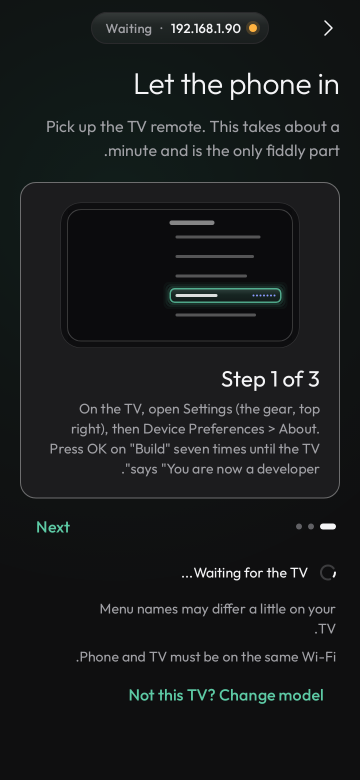 Waiting · 192.168.1.90
Let the phone in
Pick up the TV remote. This takes about a
.minute and is the only fiddly part
Step 1 of 3
On the TV, open Settings (the gear, top
right), then Device Preferences > About.
Press OK on "Build" seven times until the TV
."says "You are now a developer
Next
...Waiting for the TV
Menu names may differ a little on your
.TV
.Phone and TV must be on the same Wi-Fi
Not this TV? Change model